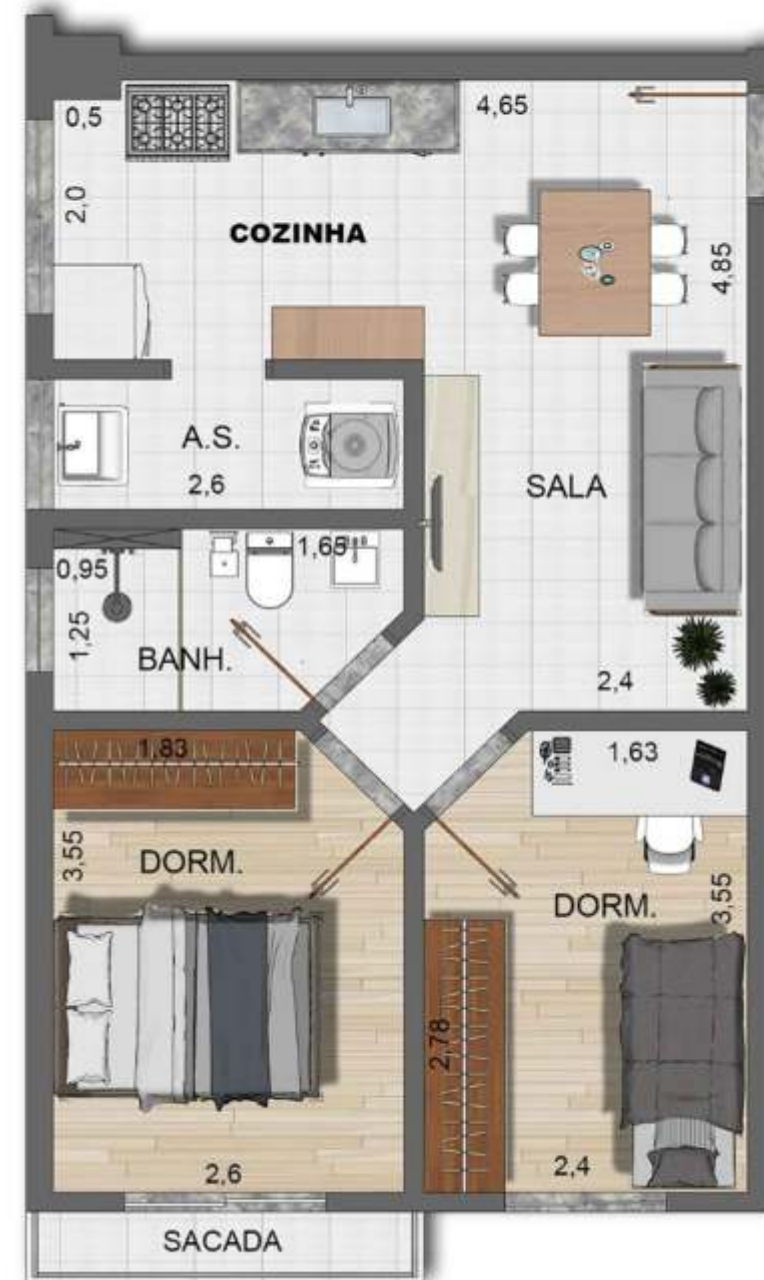 0,5
4,65
2,0
COZINHA
4,85
A.S.
2,6
SALA
1,65
0,95
1,25
BANH.
2,4
1,83
1,63
3,55
DORM.
DORM.
3,55
2,78
2,6
2,4
SACADA